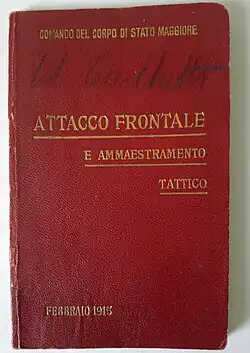 COMANDO DEL CORPO DI STATO MAGGIORE
ATTACCO FRONTALE
E AMMAESTRAMENTO
TATTICO
FEBBRAIO 1915